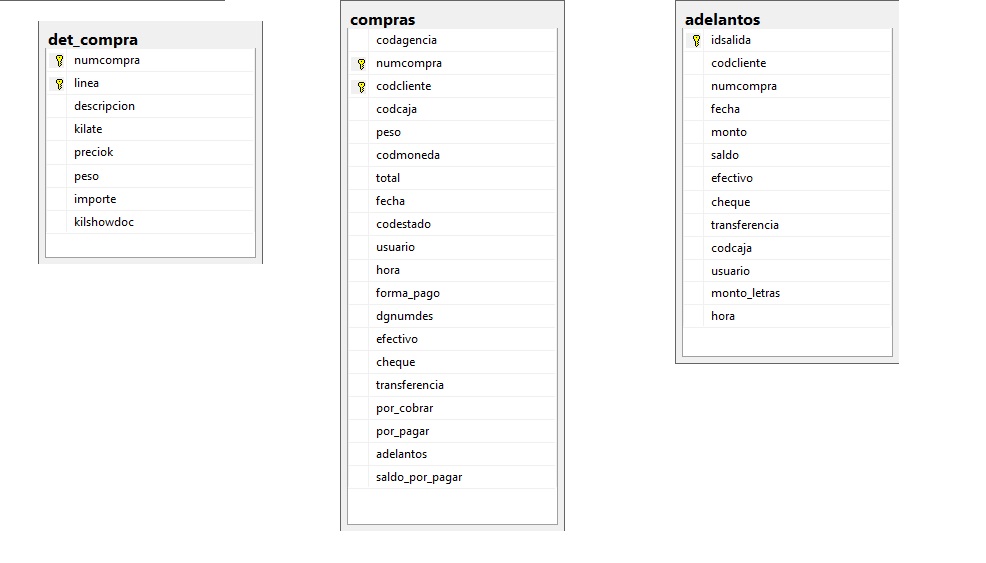 det_compra
numcompra
linea
descripcion
kilate
preciok
peso
importe
kilshowdoc
compras
codagencia
numcompra
codcliente
codcaja
peso
codmoneda
total
fecha
codestado
usuario
hora
forma_pago
dgnumdes
efectivo
cheque
transferencia
por_cobrar
por_pagar
adelantos
saldo_por_pagar
adelantos
idsalida
codcliente
numcompra
fecha
monto
saldo
efectivo
cheque
transferencia
codcaja
usuario
monto_letras
hora